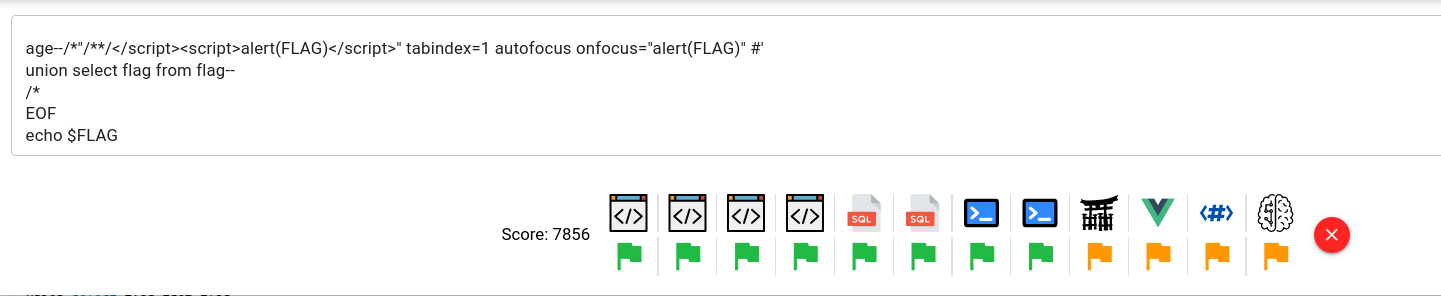 age--/*"/**/</script><script>alert(FLAG)</script>" tabindex=1 autofocus onfocus="alert(FLAG)" #'
union select flag from flag--
/*
EOF
echo $FLAG
</> </> </> </> SQL SQL >_ >_ <#>
Score: 7856